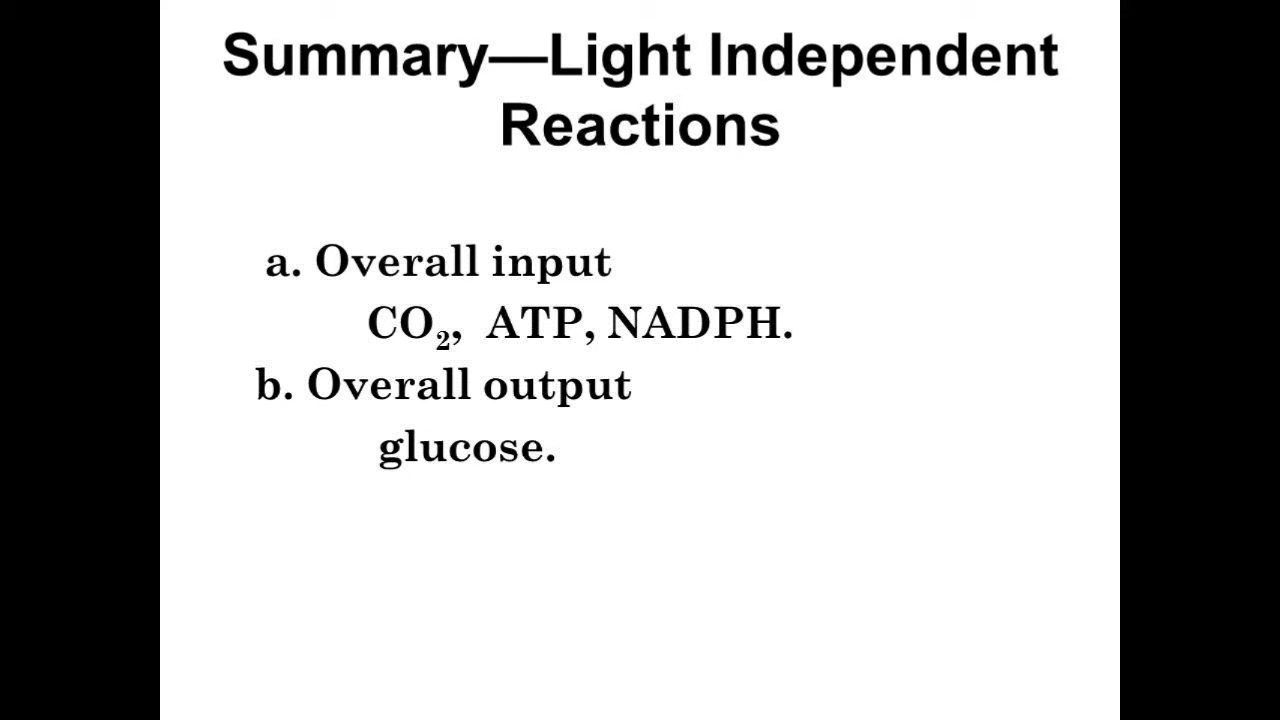 Summary—Light Independent
Reactions
a. Overall input
CO₂, ATP, NADPH.
b. Overall output
glucose.